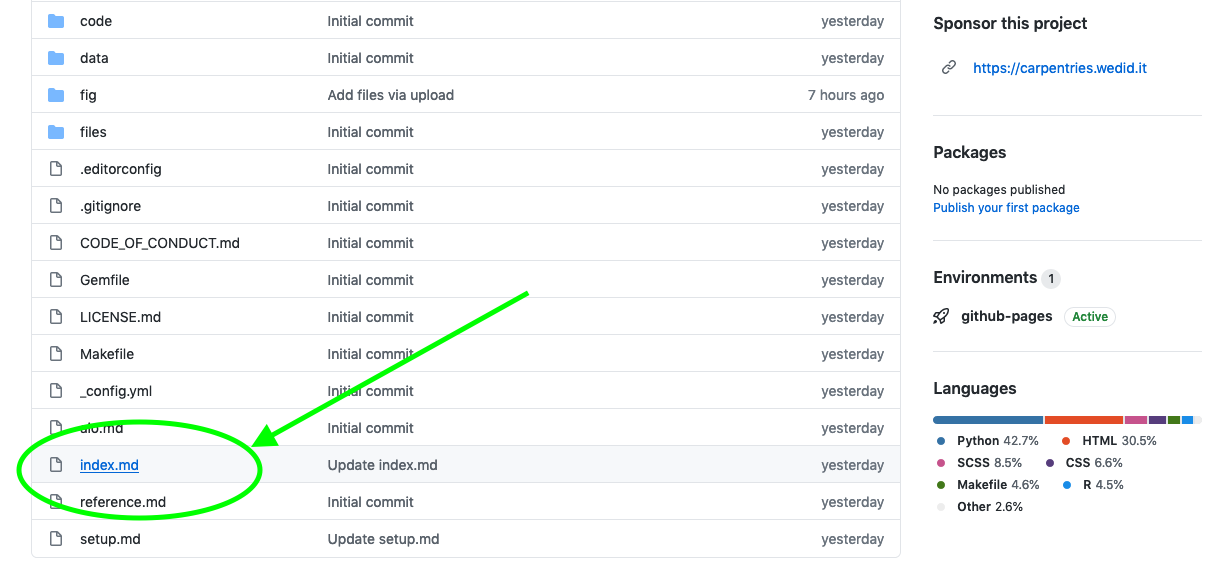 code Initial commit yesterday
data Initial commit yesterday
fig Add files via upload 7 hours ago
files Initial commit yesterday
.editorconfig Initial commit yesterday
.gitignore Initial commit yesterday
CODE_OF_CONDUCT.md Initial commit yesterday
Gemfile Initial commit yesterday
LICENSE.md Initial commit yesterday
Makefile Initial commit yesterday
_config.yml Initial commit yesterday
aio.md Initial commit yesterday
index.md Update index.md yesterday
reference.md Initial commit yesterday
setup.md Update setup.md yesterday
Sponsor this project
https://carpentries.wedid.it
Packages
No packages published
Publish your first package
Environments 1
github-pages Active
Languages
Python 42.7% HTML 30.5%
SCSS 8.5% CSS 6.6%
Makefile 4.6% R 4.5%
Other 2.6%